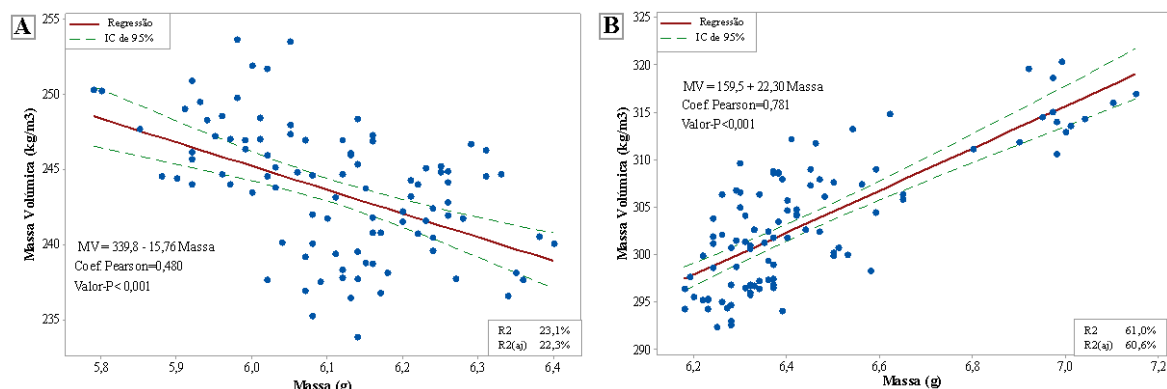 A
Regressão
IC de 95%
255
250
245
240
235
Massa Volúmica (kg/m3)
MV = 339,8 - 15,76 Massa
Coef. Pearson=0,480
Valor-P< 0,001
R2 23,1%
R2(aj) 22,3%
5,8 5,9 6,0 6,1 6,2 6,3 6,4
Massa (g)
B
Regressão
IC de 95%
325
320
315
310
305
300
295
290
Massa Volúmica (kg/m3)
MV = 159,5 + 22,30 Massa
Coef. Pearson=0,781
Valor-P<0,001
R2 61,0%
R2(aj) 60,6%
6,2 6,4 6,6 6,8 7,0 7,2
Massa (g)